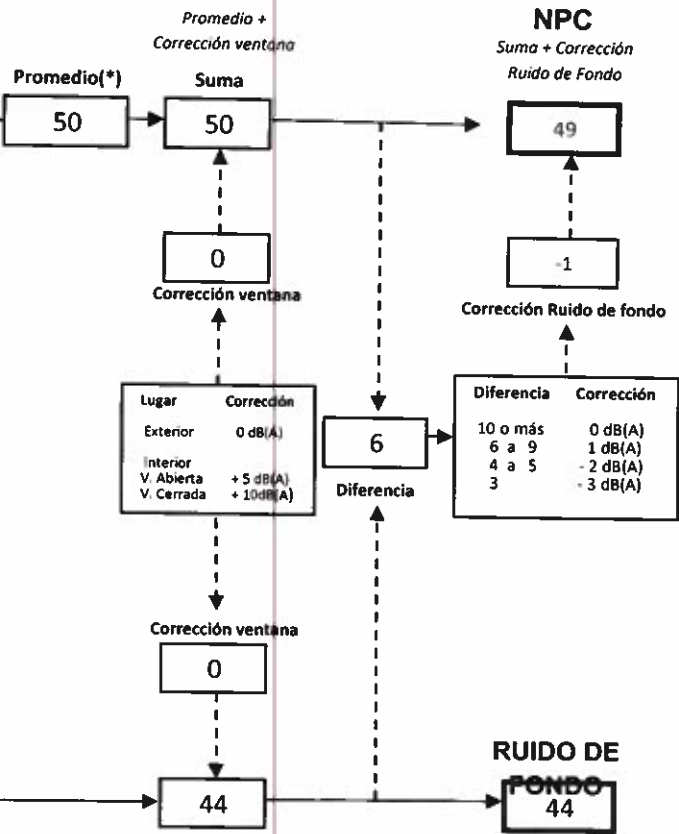 Promedio +
Corrección ventana
NPC
Suma + Corrección
Ruido de Fondo
Promedio(*)
Suma
50
50
49
0
Corrección ventana
-1
Corrección Ruido de fondo
Lugar Corrección
Exterior 0 dB(A)
Interior
V. Abierta + 5 dB(A)
V. Cerrada + 10dB(A)
6
Diferencia
Diferencia Corrección
10 o más 0 dB(A)
6 a 9 1 dB(A)
4 a 5 - 2 dB(A)
3 - 3 dB(A)
Corrección ventana
0
44
RUIDO DE
FONDO
44